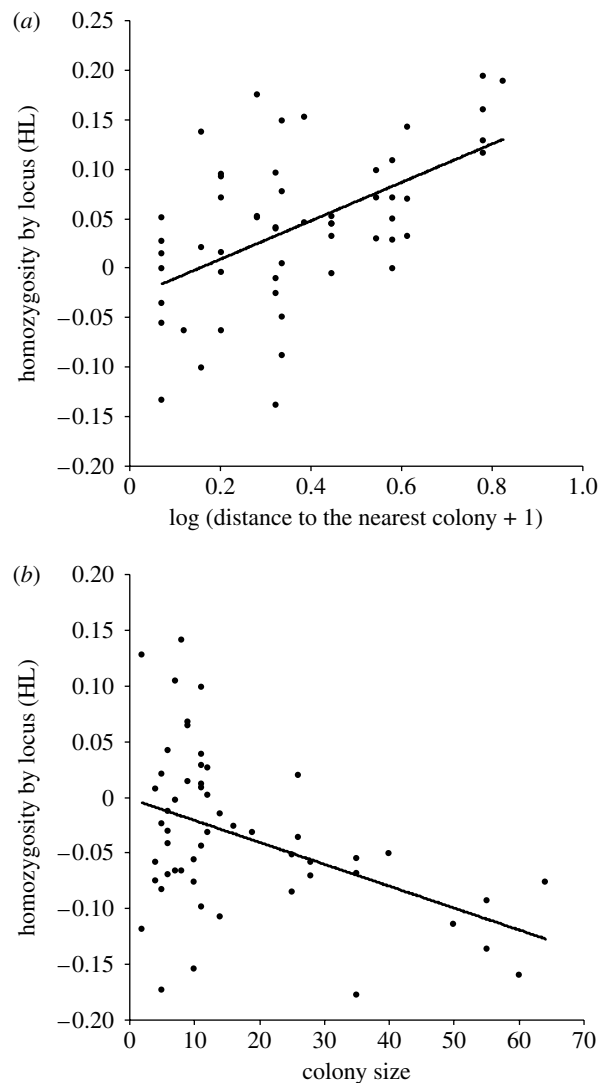 (a)
0.20
0.15
0.10
0.05
0
−0.05
−0.10
−0.15
−0.20
homozygosity by locus (HL)
0 0.2 0.4 0.6 0.8 1.0
log (distance to the nearest colony + 1)
(b)
0.20
0.15
0.10
0.05
0
−0.05
−0.10
−0.15
−0.20
homozygosity by locus (HL)
0 10 20 30 40 50 60 70
colony size